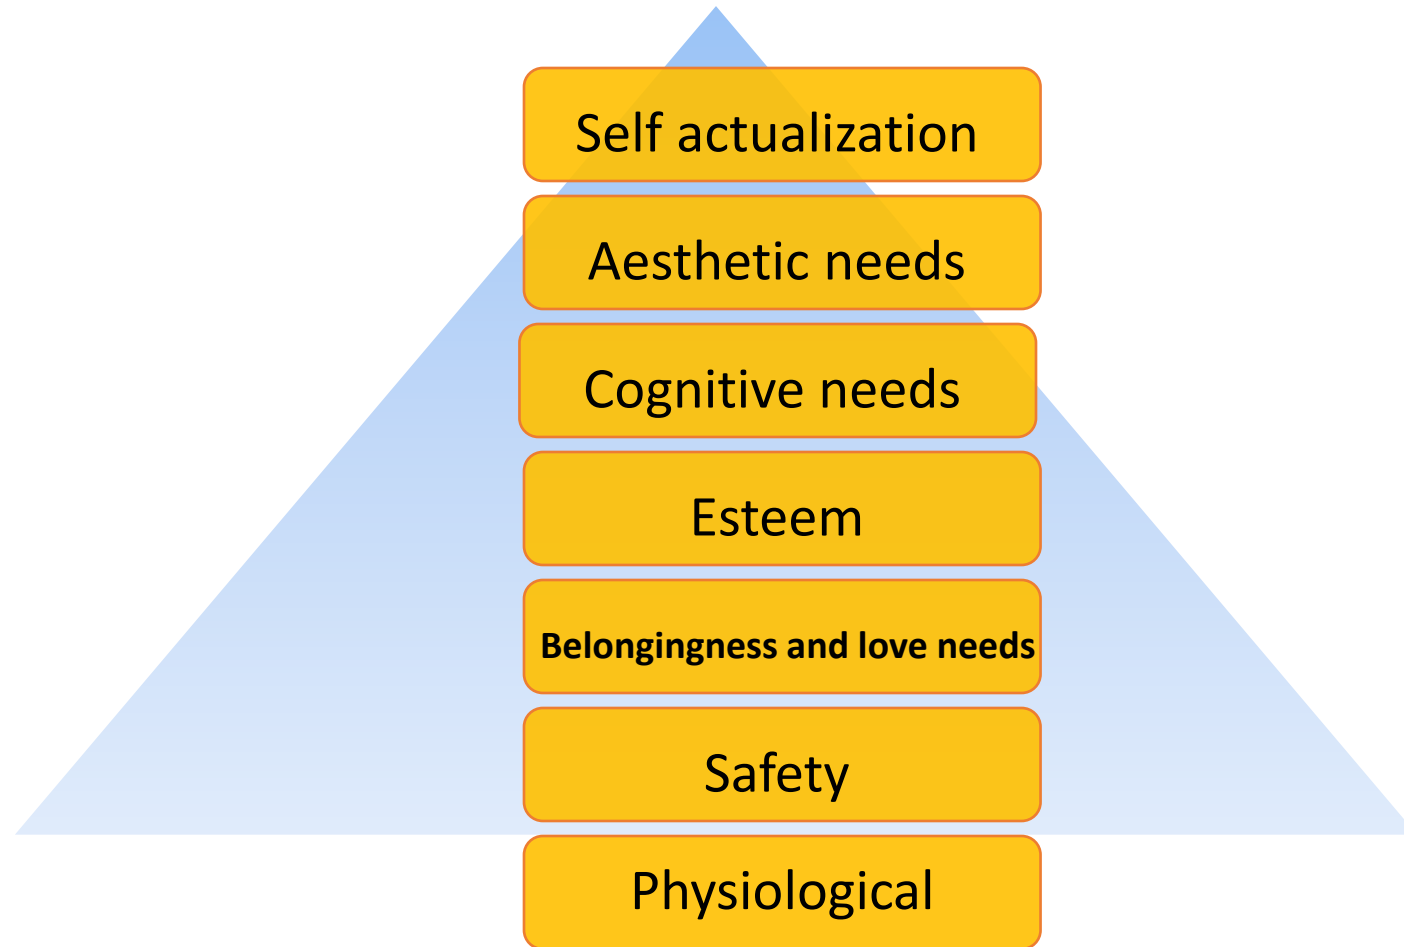 Self actualization
Aesthetic needs
Cognitive needs
Esteem
Belongingness and love needs
Safety
Physiological